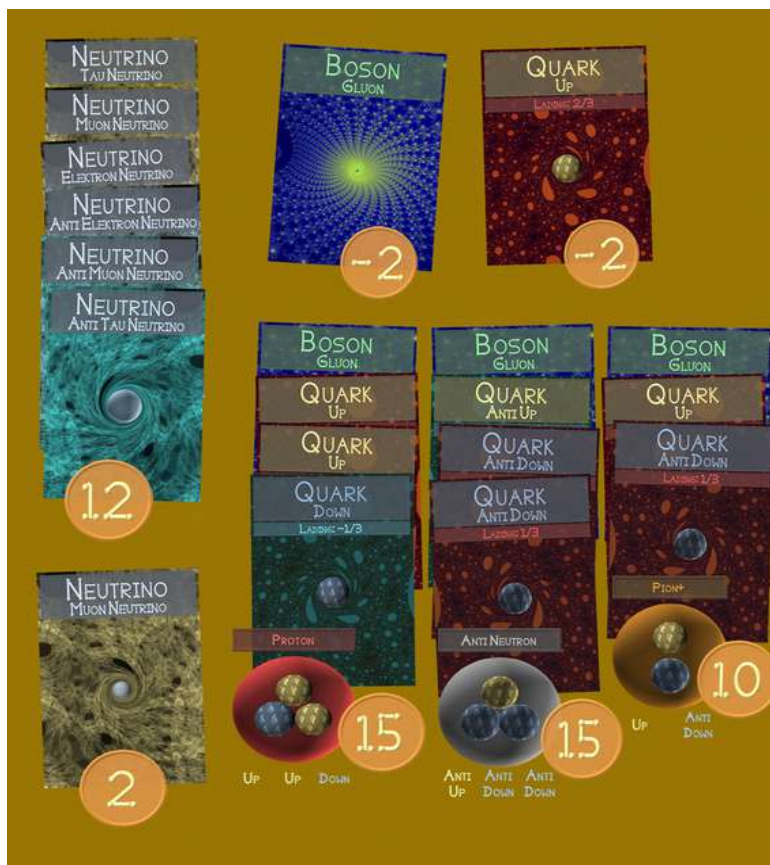 Neutrino
Tau Neutrino
Neutrino
Muon Neutrino
Neutrino
Elektron Neutrino
Neutrino
Anti Elektron Neutrino
Neutrino
Anti Muon Neutrino
Neutrino
Anti Tau Neutrino
12
Neutrino
Muon Neutrino
2
Boson
Gluon
-2
Quark
Up
Lading 2/3
-2
Boson
Gluon
Quark
Up
Quark
Up
Quark
Down
Lading -1/3
Proton
15
Up Up Down
Boson
Gluon
Quark
Anti Up
Quark
Anti Down
Quark
Anti Down
Lading 1/3
Anti Neutron
15
Anti Up Anti Down Anti Down
Boson
Gluon
Quark
Up
Quark
Anti Down
Lading 1/3
Pion+
10
Up Anti Down